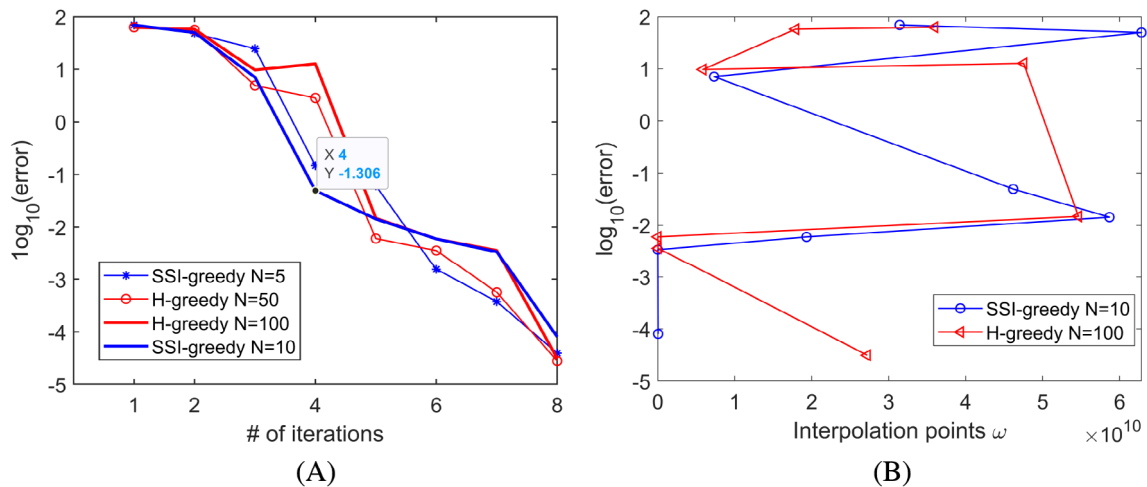 2
1
0
-1
-2
-3
-4
-5
log10(error)
X 4
Y -1.306
SSI-greedy N=5
H-greedy N=50
H-greedy N=100
SSI-greedy N=10
1 2 4 6 8
# of iterations
(A)
2
1
0
-1
-2
-3
-4
-5
log10(error)
SSI-greedy N=10
H-greedy N=100
0 1 2 3 4 5 6
Interpolation points ω
×10^10
(B)